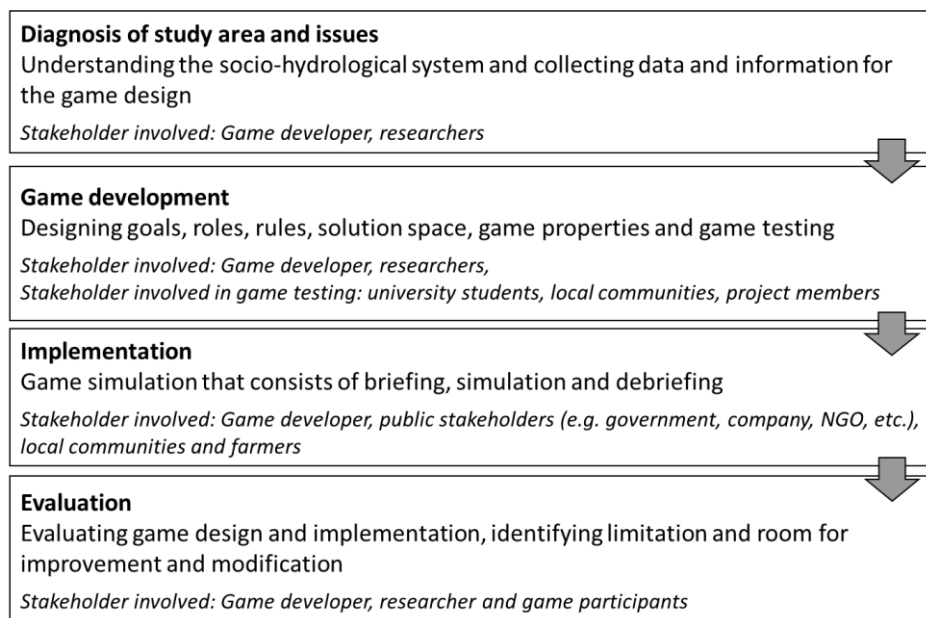 Diagnosis of study area and issues
Understanding the socio-hydrological system and collecting data and information for
the game design
Stakeholder involved: Game developer, researchers
Game development
Designing goals, roles, rules, solution space, game properties and game testing
Stakeholder involved: Game developer, researchers,
Stakeholder involved in game testing: university students, local communities, project members
Implementation
Game simulation that consists of briefing, simulation and debriefing
Stakeholder involved: Game developer, public stakeholders (e.g. government, company, NGO, etc.),
local communities and farmers
Evaluation
Evaluating game design and implementation, identifying limitation and room for
improvement and modification
Stakeholder involved: Game developer, researcher and game participants